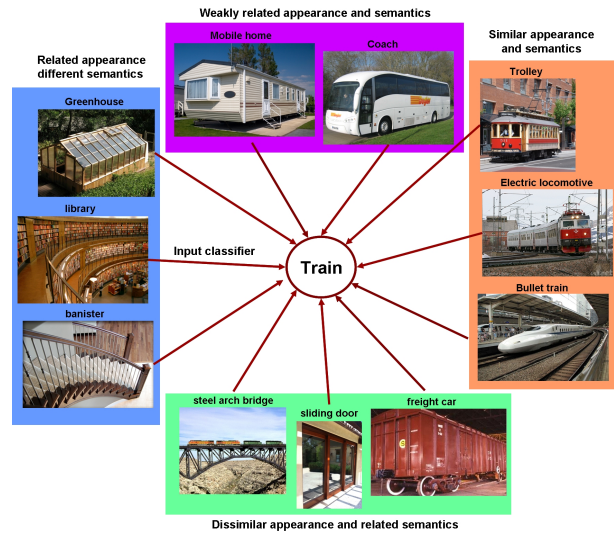 Weakly related appearance and semantics
Mobile home
Coach
Similar appearance
and semantics
Trolley
Related appearance
different semantics
Greenhouse
Electric locomotive
library
Input classifier
Train
Bullet train
banister
steel arch bridge
sliding door
freight car
Dissimilar appearance and related semantics